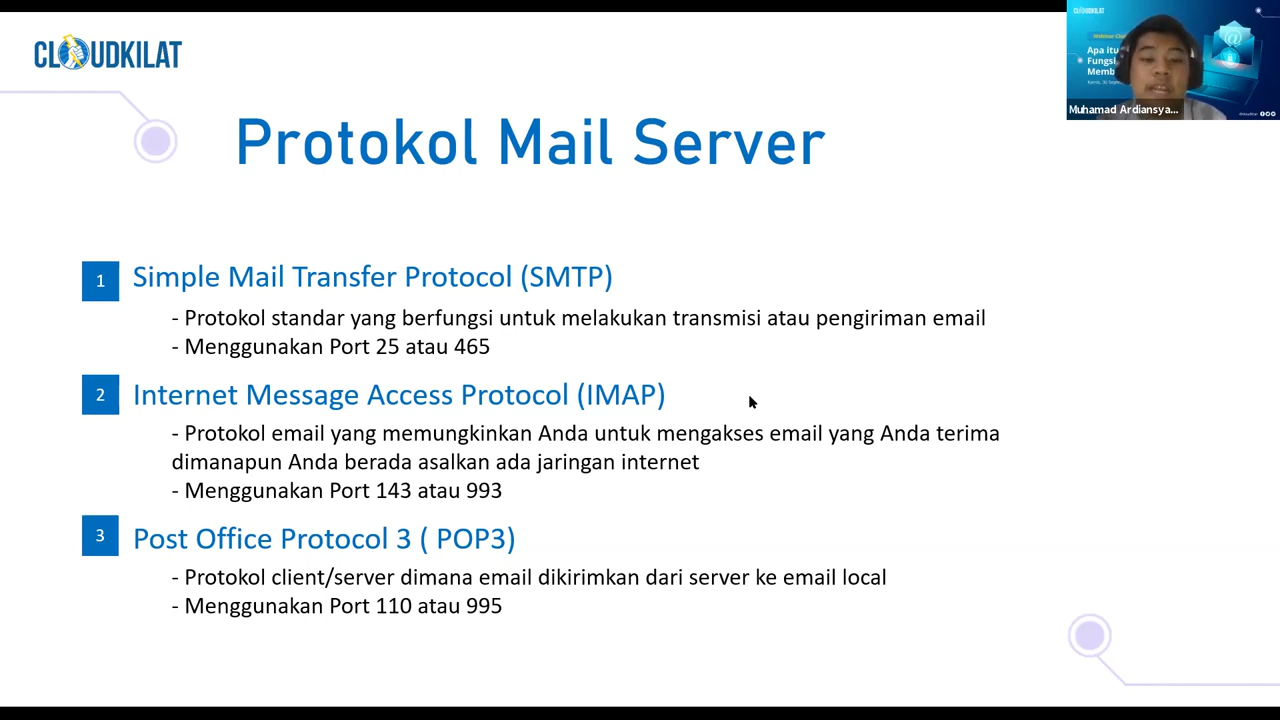 CLOUDKILAT
Protokol Mail Server
1 Simple Mail Transfer Protocol (SMTP)
- Protokol standar yang berfungsi untuk melakukan transmisi atau pengiriman email
- Menggunakan Port 25 atau 465
2 Internet Message Access Protocol (IMAP)
- Protokol email yang memungkinkan Anda untuk mengakses email yang Anda terima
dimanapun Anda berada asalkan ada jaringan internet
- Menggunakan Port 143 atau 993
3 Post Office Protocol 3 ( POP3)
- Protokol client/server dimana email dikirimkan dari server ke email local
- Menggunakan Port 110 atau 995
CLOUDKILAT
Webinar
Apa itu
Fungsi
Memb
Muhamad Ardiansya...